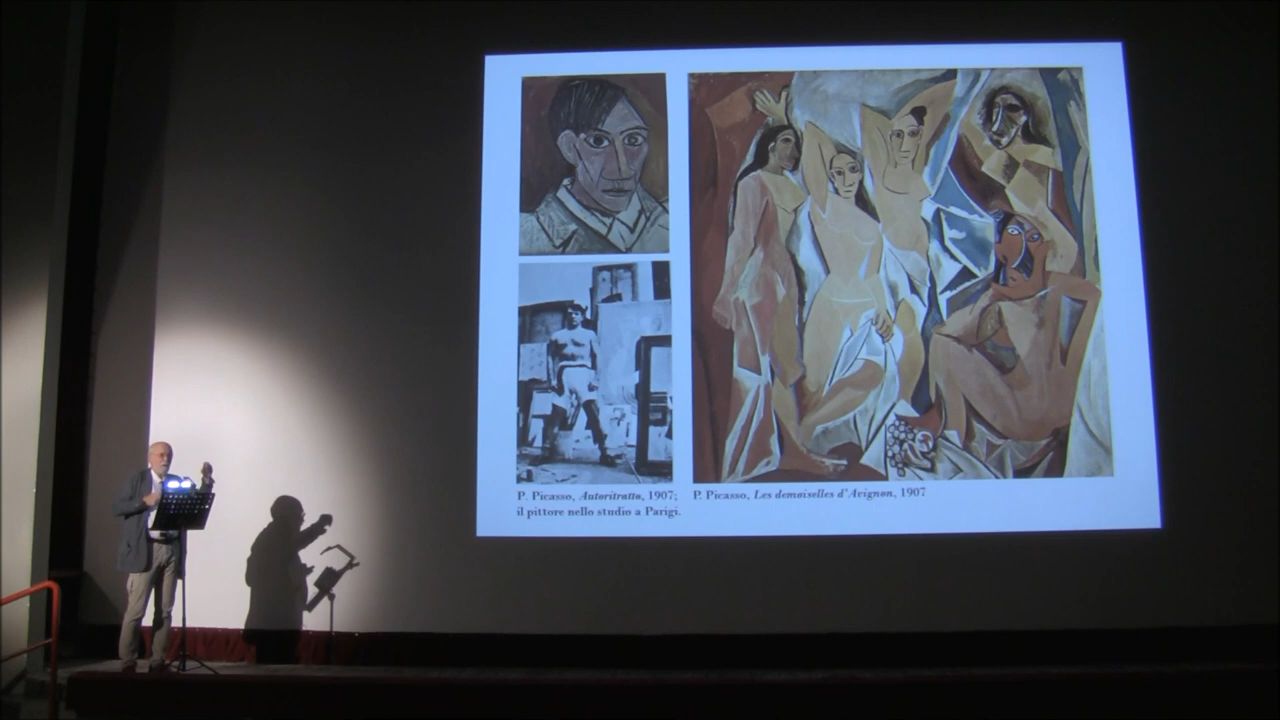 P. Picasso, Autoritratto, 1907;
il pittore nello studio a Parigi.
P. Picasso, Les demoiselles d'Avignon, 1907